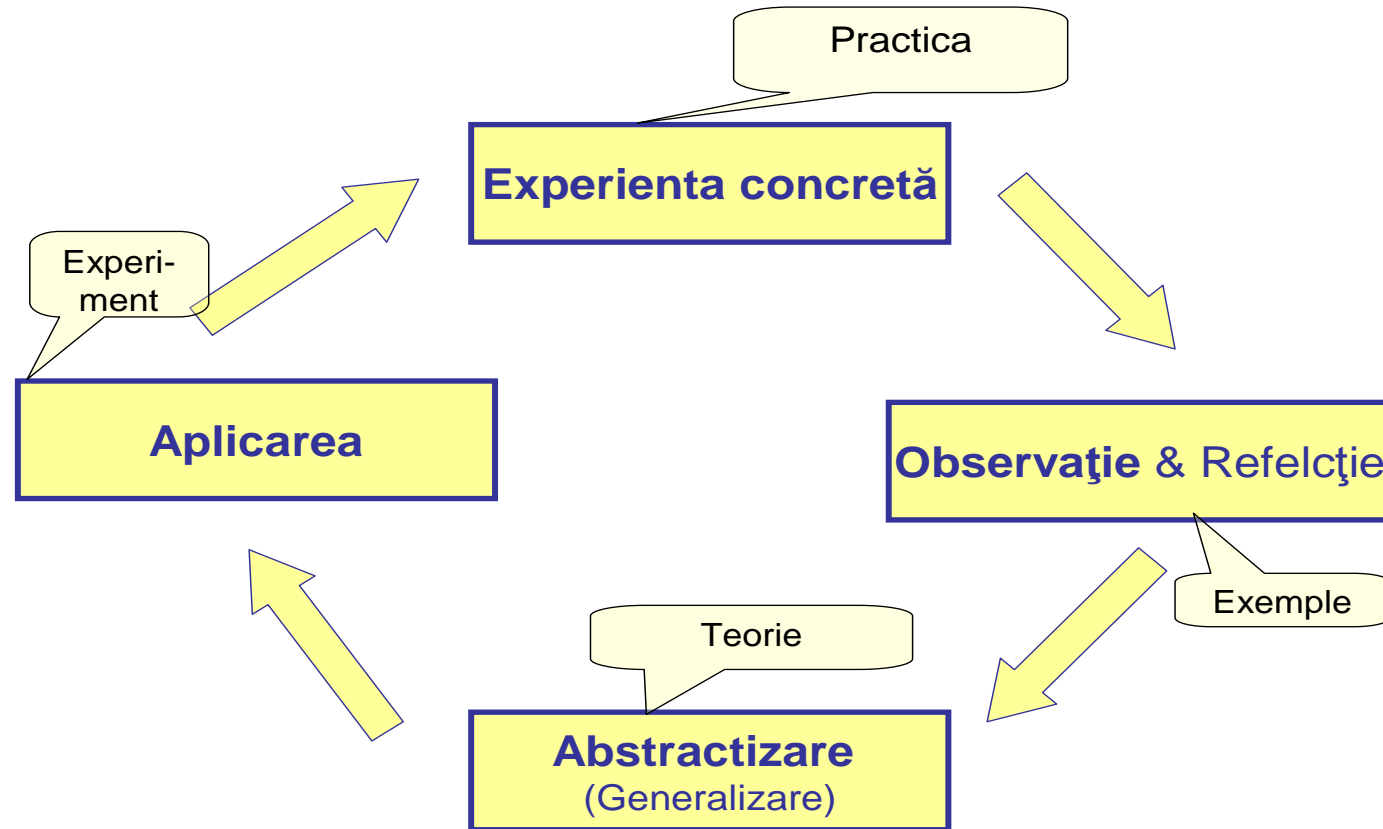 Practica
Experienta concretă
Experi-
ment
Aplicarea
Observaţie & Refelcţie
Exemple
Teorie
Abstractizare
(Generalizare)